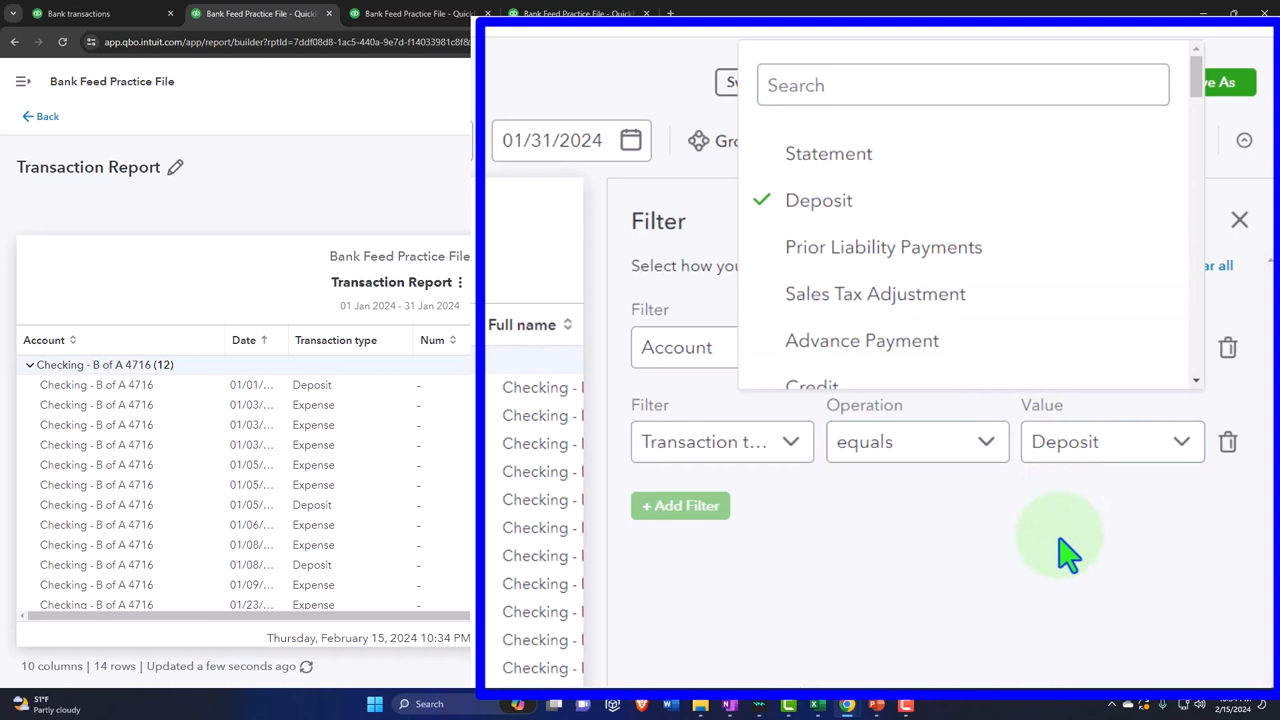 Bank transactions
Bank Feed Practice File - Quick
Bank Feed Practice File - Quick
Bank Feed Practice File - Quick
app.qbo.intuit.com/app/report/builder?rptId=7ddf08d8-1ac5-440a-9e7d-f14033981c8f&
Bank Feed Practice File
Back
Transaction Report
Bank Feed Practice File
Transaction Report
01 Jan 2024 - 31 Jan 2024
Account Date Transaction type Num
Checking - B of A 4716 (12)
Checking - B of A 4716 01/01/... Deposit -
Checking - B of A 4716 01/03/... Expense -
Checking - B of A 4716 01/03/... Expense -
Checking - B of A 4716 01/03/... Expense -
Checking - B of A 4716 01/05/... Expense -
Checking - B of A 4716 01/05/... Expense -
Checking - B of A 4716 01/05/... Deposit -
Checking - B of A 4716 01/06/... Expense -
Checking - B of A 4716 01/08/... Expense -
Checking - B of A 4716 01/08/... Deposit -
Checking - B of A 4716 01/09/... Expense -
Checking - B of A 4716 01/23/... Expense -
Thursday, February 15, 2024 10:34 PM
10 columns | 14 rows | Updated a few seconds ago
01/31/2024
Full name
Checking -
Checking -
Checking -
Checking -
Checking -
Checking -
Checking -
Checking -
Checking -
Checking -
Checking -
Search
Statement
Deposit
Prior Liability Payments
Sales Tax Adjustment
Advance Payment
Credit
Filter
Filter
Account
Filter Operation Value
Transaction t... equals Deposit
+ Add Filter
51°F
Partly cloudy
Search
2/15/2024